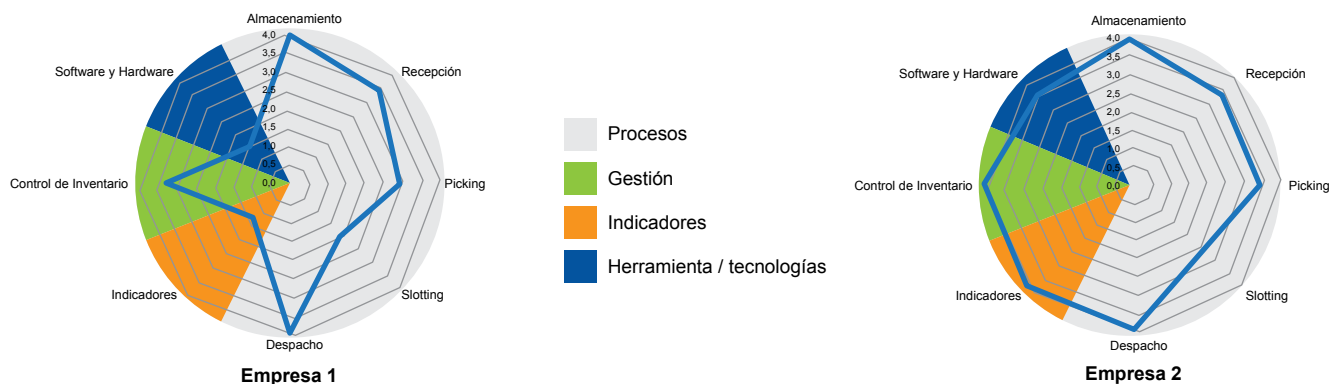 Almacenamiento
4,0
3,5
3,0
2,5
2,0
1,5
1,0
0,5
0,0
Recepción
Picking
Slotting
Despacho
Indicadores
Control de Inventario
Software y Hardware
Empresa 1
Procesos
Gestión
Indicadores
Herramienta / tecnologías
Almacenamiento
4,0
3,5
3,0
2,5
2,0
1,5
1,0
0,5
0,0
Recepción
Picking
Slotting
Despacho
Indicadores
Control de Inventario
Software y Hardware
Empresa 2